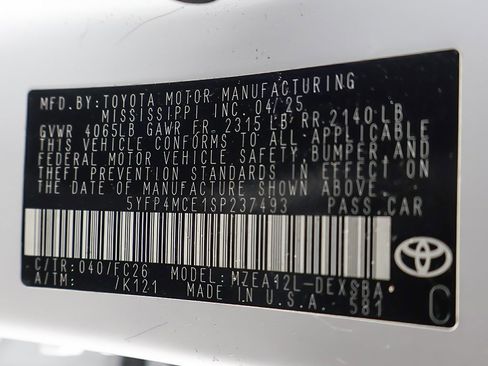 MFD. BY: TOYOTA MOTOR MANUFACTURING
MISSISSIPPI INC. 04/25
GVWR 4065LB GAWR FR. 2315 LB RR. 2140 LB
THIS VEHICLE CONFORMS TO ALL APPLICABLE
FEDERAL MOTOR VEHICLE SAFETY, BUMPER, AND
THEFT PREVENTION STANDARDS IN EFFECT ON
THE DATE OF MANUFACTURE SHOWN ABOVE.
5YFP4MCE1SP237493 PASS.CAR
C/TR: 040/FC26 MODEL: MZEA12L-DEXSBA
A/TM: /K121 MADE IN U.S.A. 581
C